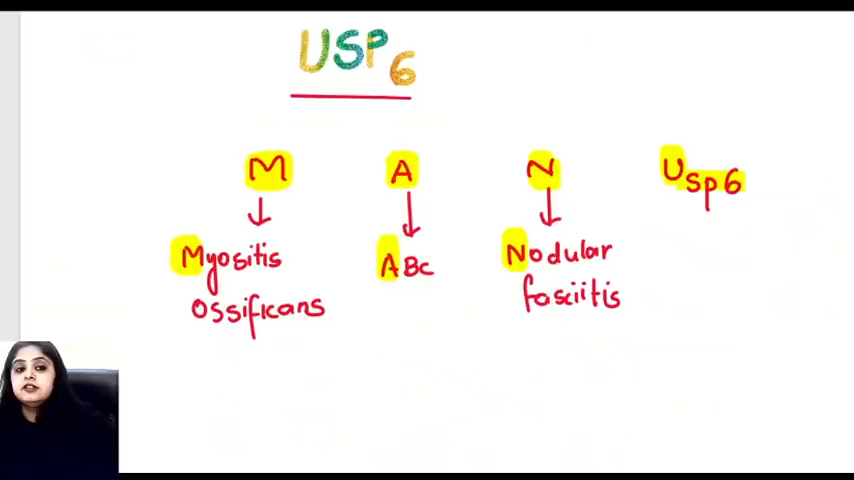 USP6
M A N USP6
Myositis ABC Nodular
Ossificans fasciitis